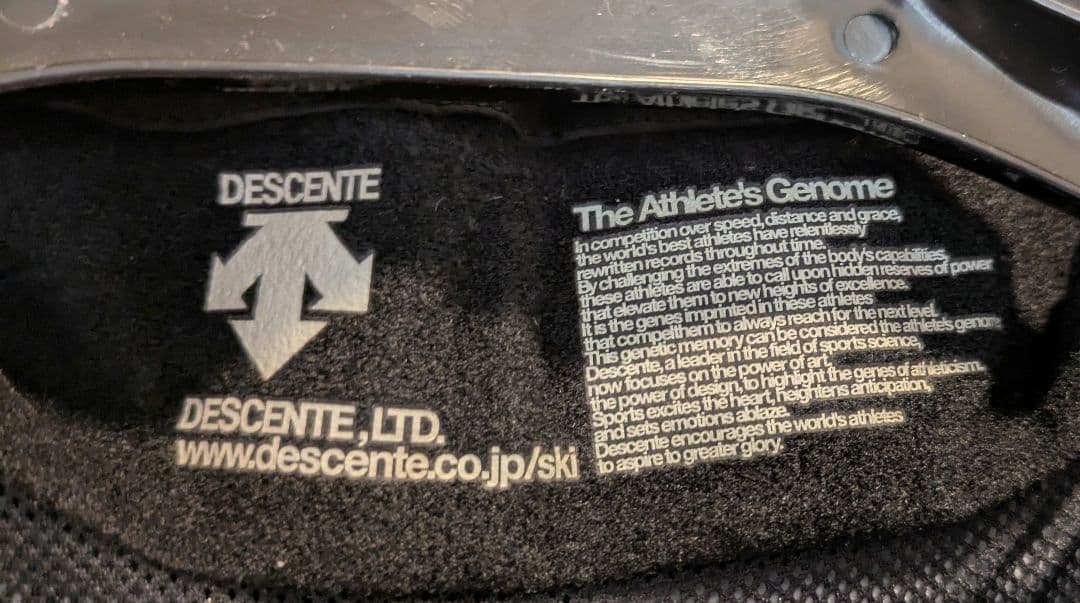 DESCENTE
DESCENTE,LTD.
www.descente.co.jp/ski
The Athlete's Genome
In competition over speed, distance and grace,
the world's best athletes have relentlessly
rewritten records throughout time.
By challenging the extremes of the body's capabilities,
these athletes are able to call upon hidden reserves of power
that elevate them to new heights of excellence.
It is the genes imprinted in these athletes
that compel them to always reach for the next level.
This genetic memory can be considered the athlete's genome.
Descente, a leader in the field of sports science,
now focuses on the power of art,
the power of design, to highlight the genes of athleticism.
Sports excites the heart, heightens anticipation,
and sets emotions ablaze.
Descente encourages the world's athletes
to aspire to greater glory.